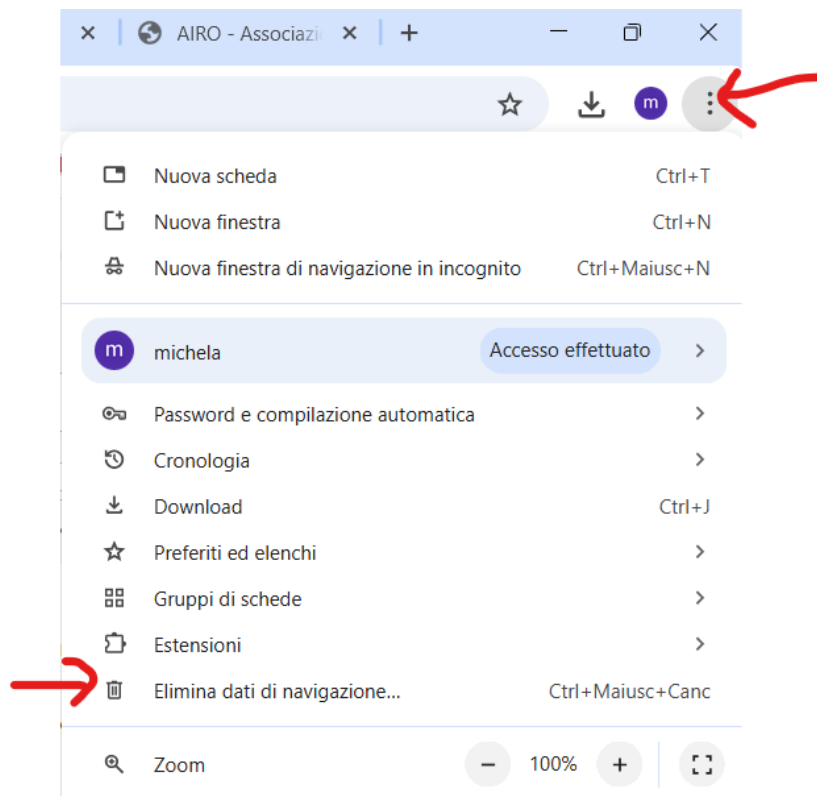 AIRO - Associazi
m
Nuova scheda Ctrl+T
Nuova finestra Ctrl+N
Nuova finestra di navigazione in incognito Ctrl+Maiusc+N
m michela Accesso effettuato
Password e compilazione automatica
Cronologia
Download Ctrl+J
Preferiti ed elenchi
Gruppi di schede
Estensioni
Elimina dati di navigazione... Ctrl+Maiusc+Canc
Zoom − 100% +